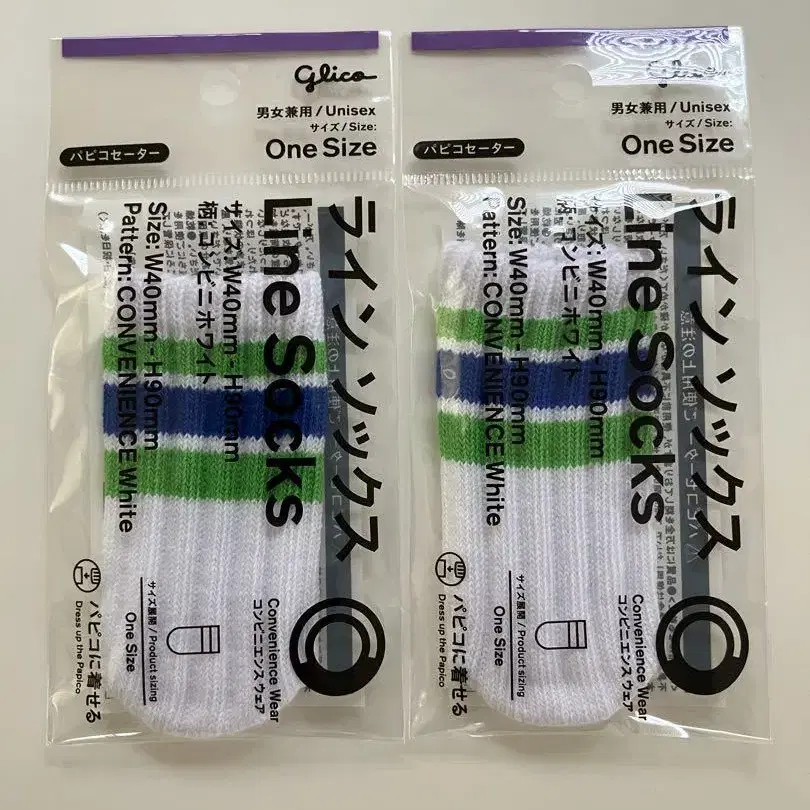 glico
男女兼用/Unisex
サイズ/Size:
One Size
パピコセーター
ライン ソックス
Line Socks
サイズ: W40mm - H90mm
柄: コンビニホワイト
Size: W40mm - H90mm
Pattern: CONVENIENCE White
サイズ展開/Product sizing
One Size
Convenience Wear
コンビニエンス ウェア
パピコに着せる
Dress up the Papico
glico
男女兼用/Unisex
サイズ/Size:
One Size
パピコセーター
ライン ソックス
Line Socks
サイズ: W40mm - H90mm
柄: コンビニホワイト
Size: W40mm - H90mm
Pattern: CONVENIENCE White
サイズ展開/Product sizing
One Size
Convenience Wear
コンビニエンス ウェア
パピコに着せる
Dress up the Papico